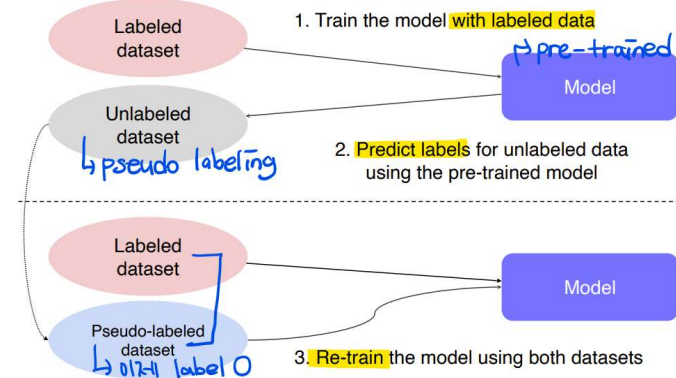 Labeled
dataset
1. Train the model with labeled data
↱pre-trained
Model
Unlabeled
dataset
↳pseudo labeling
2. Predict labels for unlabeled data
using the pre-trained model
Labeled
dataset
Model
Pseudo-labeled
dataset
↳이제 label O
3. Re-train the model using both datasets